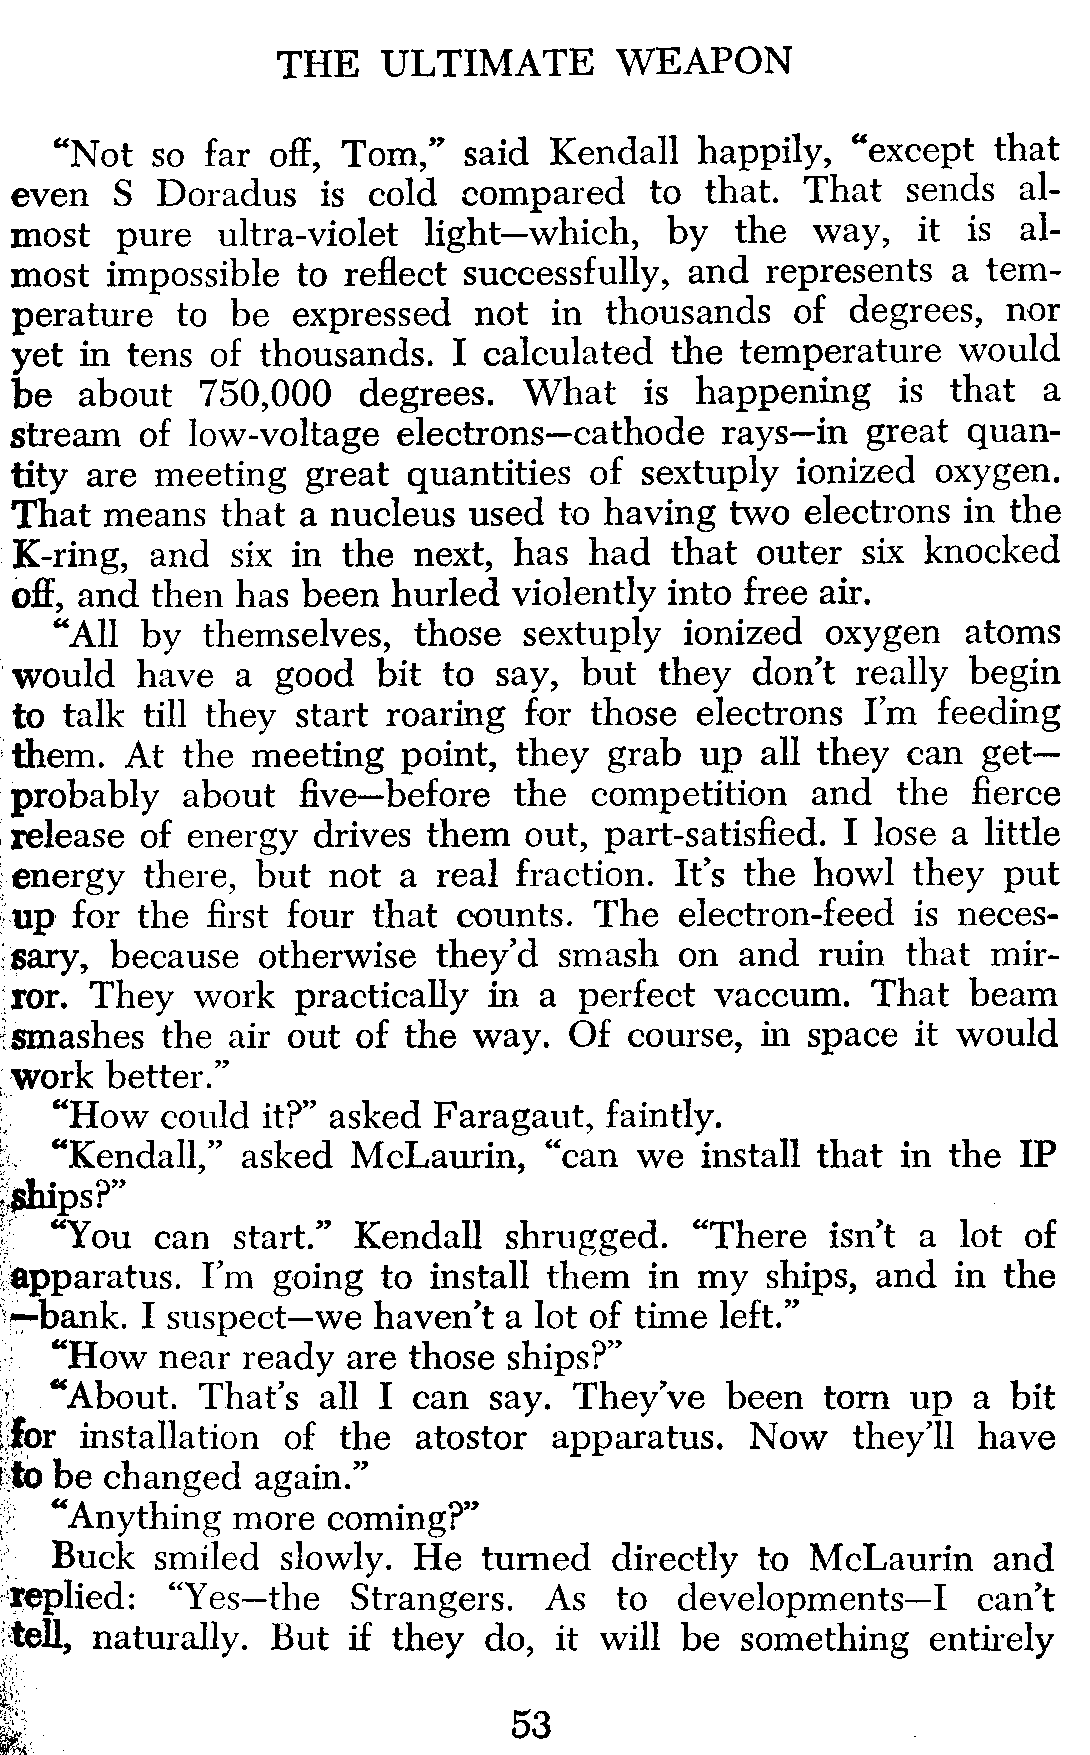 THE ULTIMATE WEAPON
“Not so far off, Tom,” said Kendall happily, “except that
even S Doradus is cold compared to that. That sends al-
most pure ultra-violet light—which, by the way, it is al-
most impossible to reflect successfully, and represents a tem-
perature to be expressed not in thousands of degrees, nor
yet in tens of thousands. I calculated the temperature would
be about 750,000 degrees. What is happening is that a
stream of low-voltage electrons—cathode rays—in great quan-
tity are meeting great quantities of sextuply ionized oxygen.
That means that a nucleus used to having two electrons in the
K-ring, and six in the next, has had that outer six knocked
off, and then has been hurled violently into free air.
“All by themselves, those sextuply ionized oxygen atoms
would have a good bit to say, but they don’t really begin
to talk till they start roaring for those electrons I’m feeding
them. At the meeting point, they grab up all they can get—
probably about five—before the competition and the fierce
release of energy drives them out, part-satisfied. I lose a little
energy there, but not a real fraction. It’s the howl they put
up for the first four that counts. The electron-feed is neces-
sary, because otherwise they’d smash on and ruin that mir-
ror. They work practically in a perfect vaccum. That beam
smashes the air out of the way. Of course, in space it would
work better.”
“How could it?” asked Faragaut, faintly.
“Kendall,” asked McLaurin, “can we install that in the IP
ships?”
“You can start.” Kendall shrugged. “There isn’t a lot of
apparatus. I’m going to install them in my ships, and in the
—bank. I suspect—we haven’t a lot of time left.”
“How near ready are those ships?”
“About. That’s all I can say. They’ve been torn up a bit
for installation of the atostor apparatus. Now they’ll have
to be changed again.”
“Anything more coming?”
Buck smiled slowly. He turned directly to McLaurin and
replied: “Yes—the Strangers. As to developments—I can’t
tell, naturally. But if they do, it will be something entirely
53